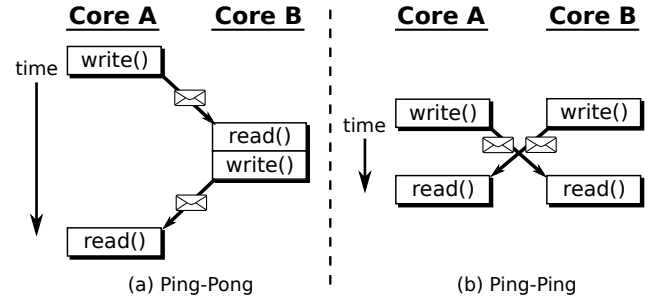 Core A Core B
time
write()
read()
write()
read()
(a) Ping-Pong
Core A Core B
time
write() write()
read() read()
(b) Ping-Ping